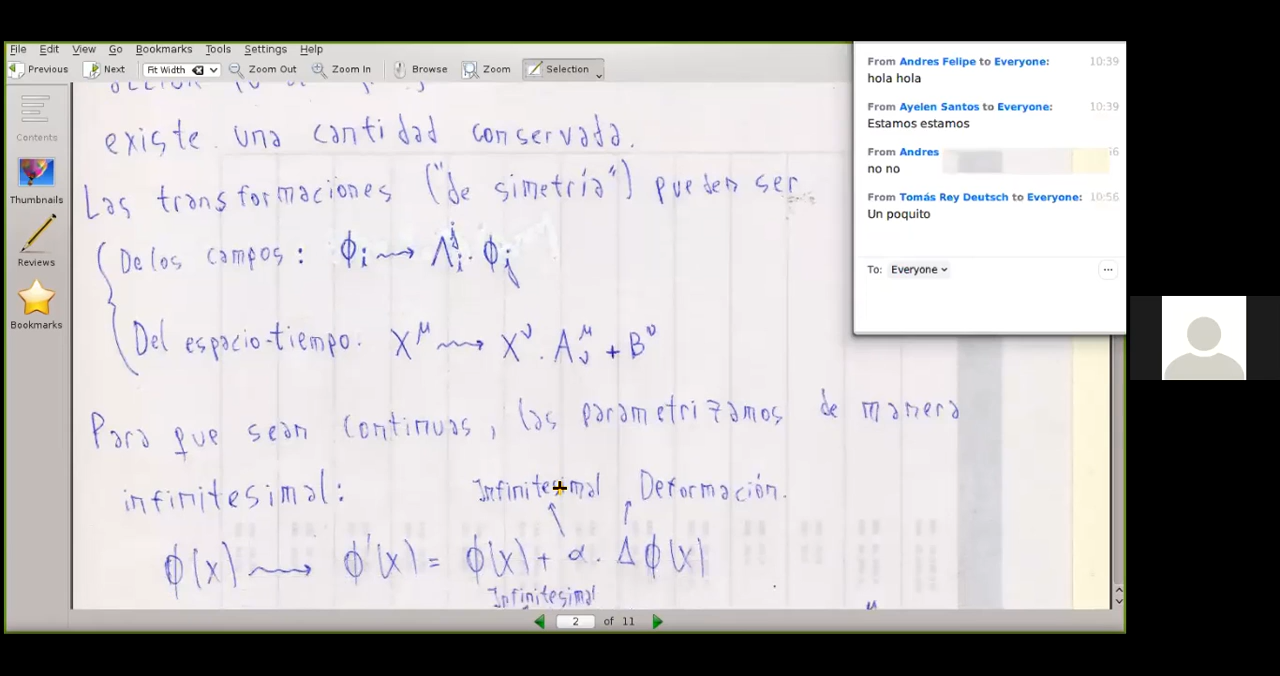 File Edit View Go Bookmarks Tools Settings Help
Previous Next Fit Width Zoom Out Zoom In Browse Zoom Selection
Contents
Thumbnails
Reviews
Bookmarks
existe una cantidad conservada.
Las transformaciones ("de simetría") pueden ser
De los campos: ϕᵢ ⟿ Λᵢʲ · ϕⱼ
Del espacio-tiempo. X^μ ⟿ X^ν · A_ν^μ + B^ν
Para que sean continuas, las parametrizamos de manera
infinitesimal:
Infinitesimal Deformación.
ϕ(x) ⟿ ϕ'(x) = ϕ(x) + α · Δϕ(x)
Infinitesimal
μ
2 of 11
From Andres Felipe to Everyone: 10:39
hola hola
From Ayelen Santos to Everyone: 10:39
Estamos estamos
From Andres
no no
From Tomás Rey Deutsch to Everyone: 10:56
Un poquito
To: Everyone